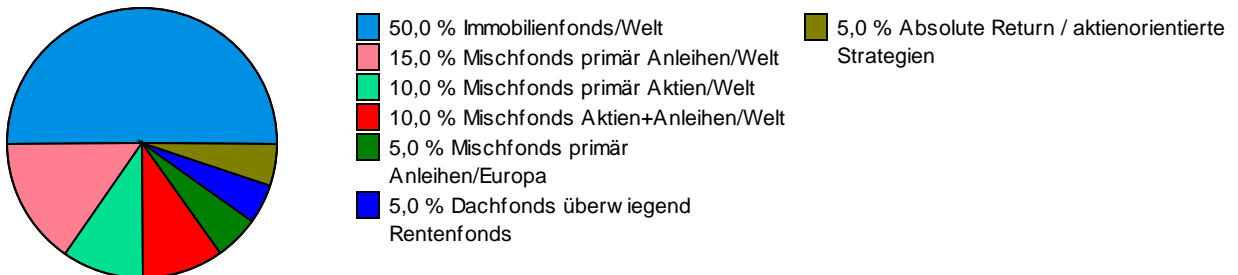 50,0 % Immobilienfonds/Welt
15,0 % Mischfonds primär Anleihen/Welt
10,0 % Mischfonds primär Aktien/Welt
10,0 % Mischfonds Aktien+Anleihen/Welt
5,0 % Mischfonds primär
Anleihen/Europa
5,0 % Dachfonds überwiegend
Rentenfonds
5,0 % Absolute Return / aktienorientierte
Strategien